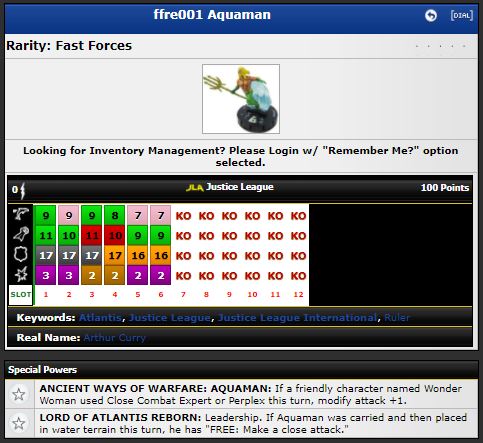 ffre001 Aquaman
[DIAL]
Rarity: Fast Forces
Looking for Inventory Management? Please Login w/ "Remember Me?" option
selected.
0 JLA Justice League 100 Points
9 9 9 8 7 7 KO KO KO KO KO KO
11 10 11 10 9 9 KO KO KO KO KO KO
17 17 17 17 16 16 KO KO KO KO KO KO
3 3 2 2 2 2 KO KO KO KO KO KO
SLOT 1 2 3 4 5 6 7 8 9 10 11 12
Keywords: Atlantis, Justice League, Justice League International, Ruler
Real Name: Arthur Curry
Special Powers
ANCIENT WAYS OF WARFARE: AQUAMAN: If a friendly character named Wonder
Woman used Close Combat Expert or Perplex this turn, modify attack +1.
LORD OF ATLANTIS REBORN: Leadership. If Aquaman was carried and then placed
in water terrain this turn, he has "FREE: Make a close attack."